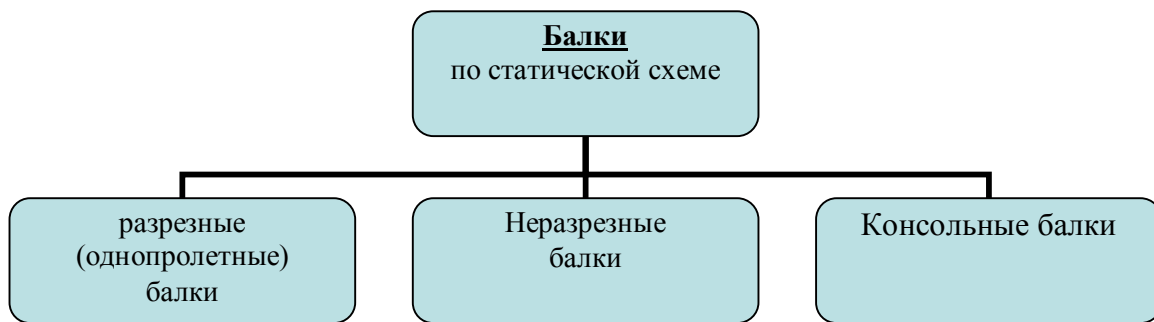 Балки
по статической схеме
разрезные
(однопролетные)
балки
Неразрезные
балки
Консольные балки